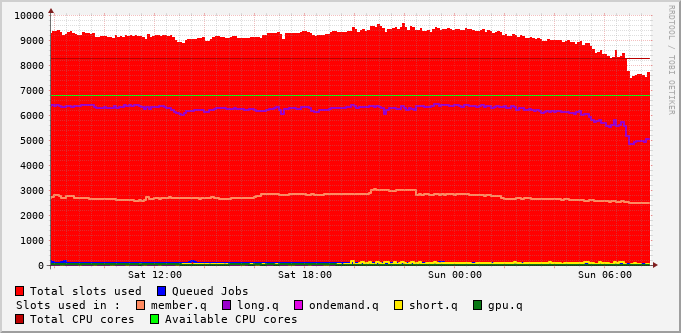 10000
9000
8000
7000
6000
5000
4000
3000
2000
1000
0
Sat 12:00 Sat 18:00 Sun 00:00 Sun 06:00
Total slots used Queued Jobs
Slots used in : member.q long.q ondemand.q short.q gpu.q
Total CPU cores Available CPU cores
RRDTOOL / TOBI OETIKER